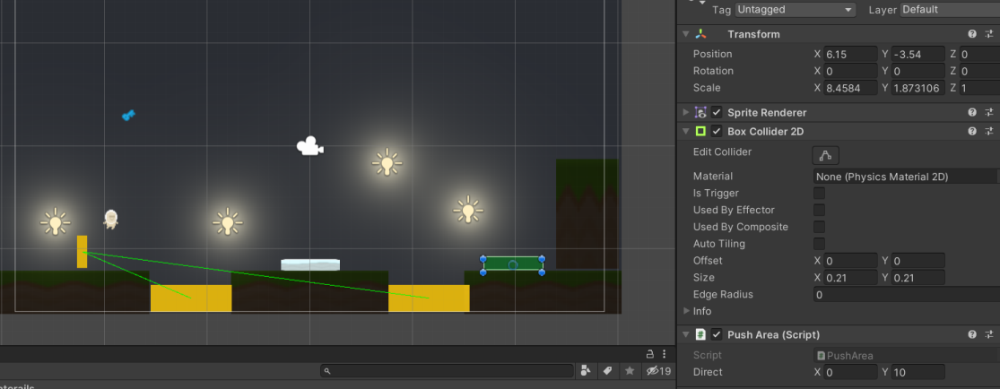 Tag Untagged Layer Default
Transform
Position X 6.15 Y -3.54 Z 0
Rotation X 0 Y 0 Z 0
Scale X 8.4584 Y 1.873106 Z 1
Sprite Renderer
Box Collider 2D
Edit Collider
Material None (Physics Material 2D)
Is Trigger
Used By Effector
Used By Composite
Auto Tiling
Offset X 0 Y 0
Size X 0.21 Y 0.21
Edge Radius 0
Info
# Push Area (Script)
Script # PushArea
Direct X 0 Y 10
19